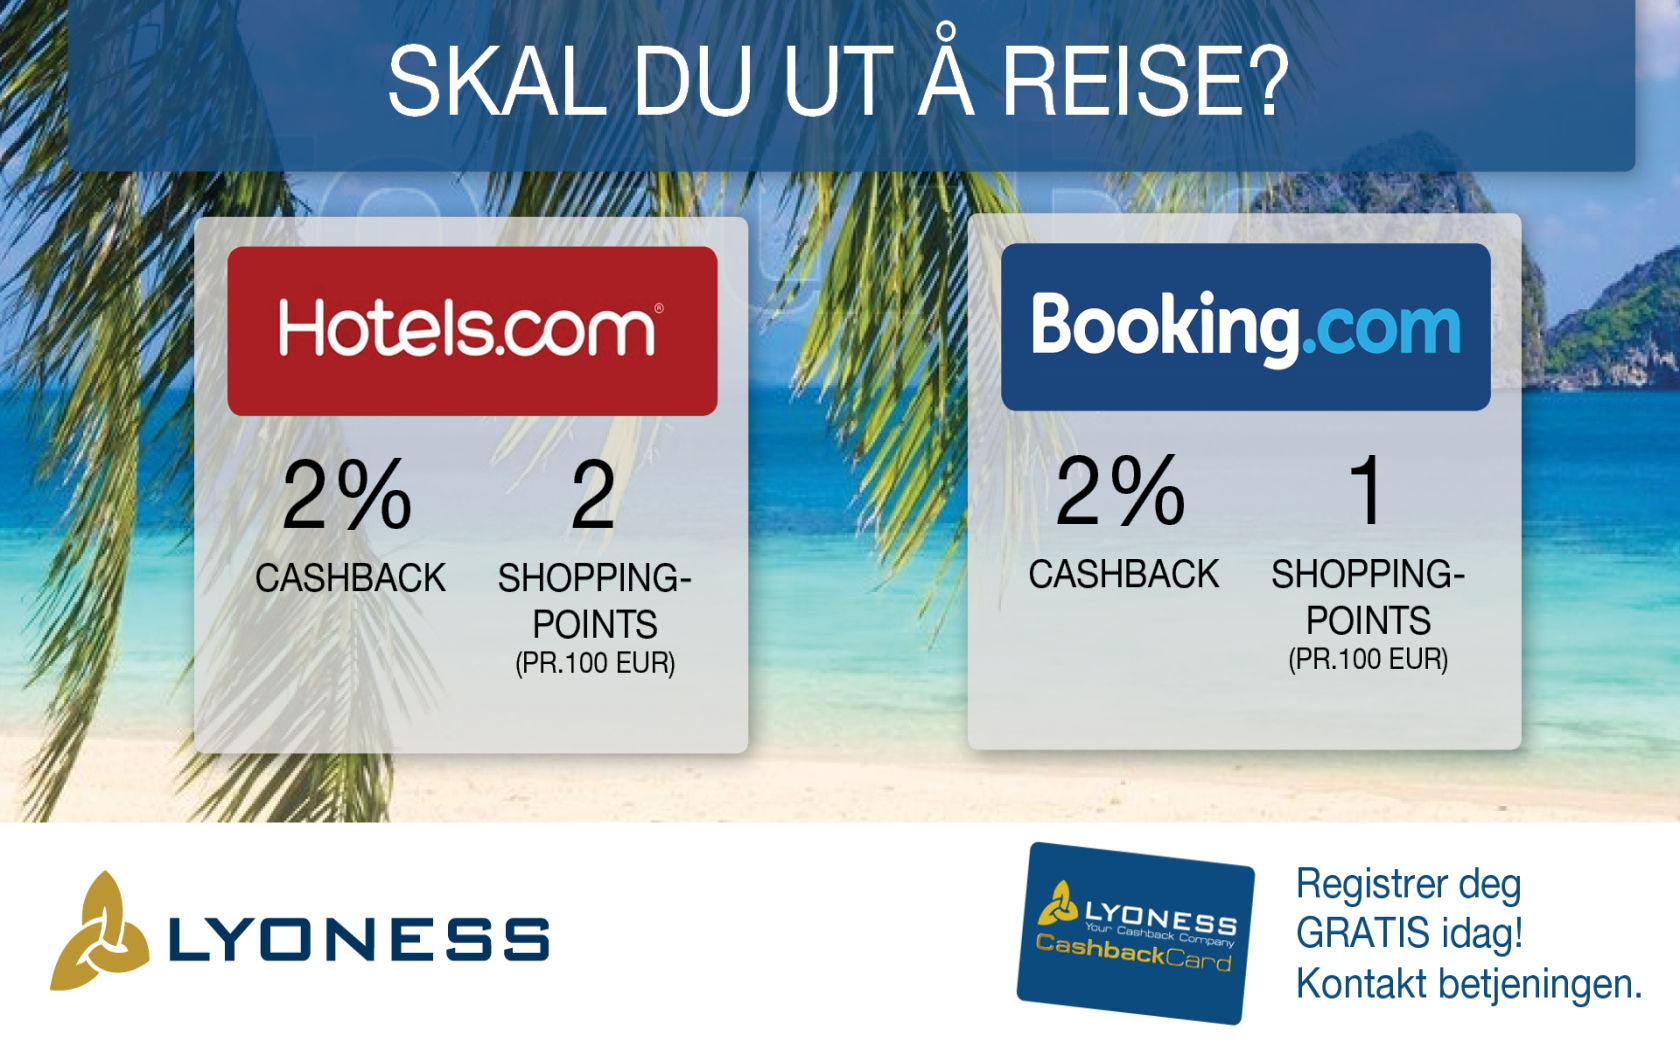 SKAL DU UT Å REISE?
Hotels.com®
2%
CASHBACK
2
SHOPPING-
POINTS
(PR.100 EUR)
Booking.com
2%
CASHBACK
1
SHOPPING-
POINTS
(PR.100 EUR)
LYONESS
LYONESS
Your Cashback Company
CashbackCard
Registrer deg
GRATIS idag!
Kontakt betjeningen.